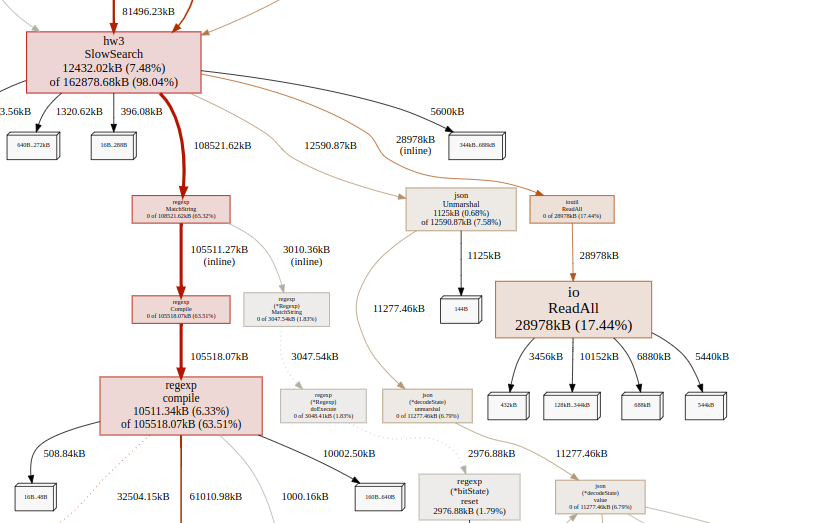 81496.23kB
hw3
SlowSearch
12432.02kB (7.48%)
of 162878.68kB (98.04%)
3.56kB
1320.62kB
396.08kB
5600kB
640B..272kB
16B..288B
108521.62kB
12590.87kB
28978kB
(inline)
344kB..688kB
regexp
MatchString
0 of 108521.62kB (65.32%)
json
Unmarshal
1125kB (0.68%)
of 12590.87kB (7.58%)
ioutil
ReadAll
0 of 28978kB (17.44%)
105511.27kB
(inline)
3010.36kB
(inline)
1125kB
28978kB
regexp
Compile
0 of 105518.07kB (63.51%)
regexp
(*Regexp)
MatchString
0 of 3047.54kB (1.83%)
11277.46kB
144B
io
ReadAll
28978kB (17.44%)
105518.07kB
3047.54kB
3456kB
10152kB
6880kB
5440kB
regexp
compile
10511.34kB (6.33%)
of 105518.07kB (63.51%)
regexp
(*Regexp)
doExecute
0 of 3048.41kB (1.83%)
json
(*decodeState)
unmarshal
0 of 11277.46kB (6.79%)
432kB
128kB..344kB
688kB
544kB
508.84kB
10002.50kB
2976.88kB
11277.46kB
16B..48B
32504.15kB
61010.98kB
1000.16kB
160B..640B
regexp
(*bitState)
reset
2976.88kB (1.79%)
json
(*decodeState)
value
0 of 11277.46kB (6.79%)